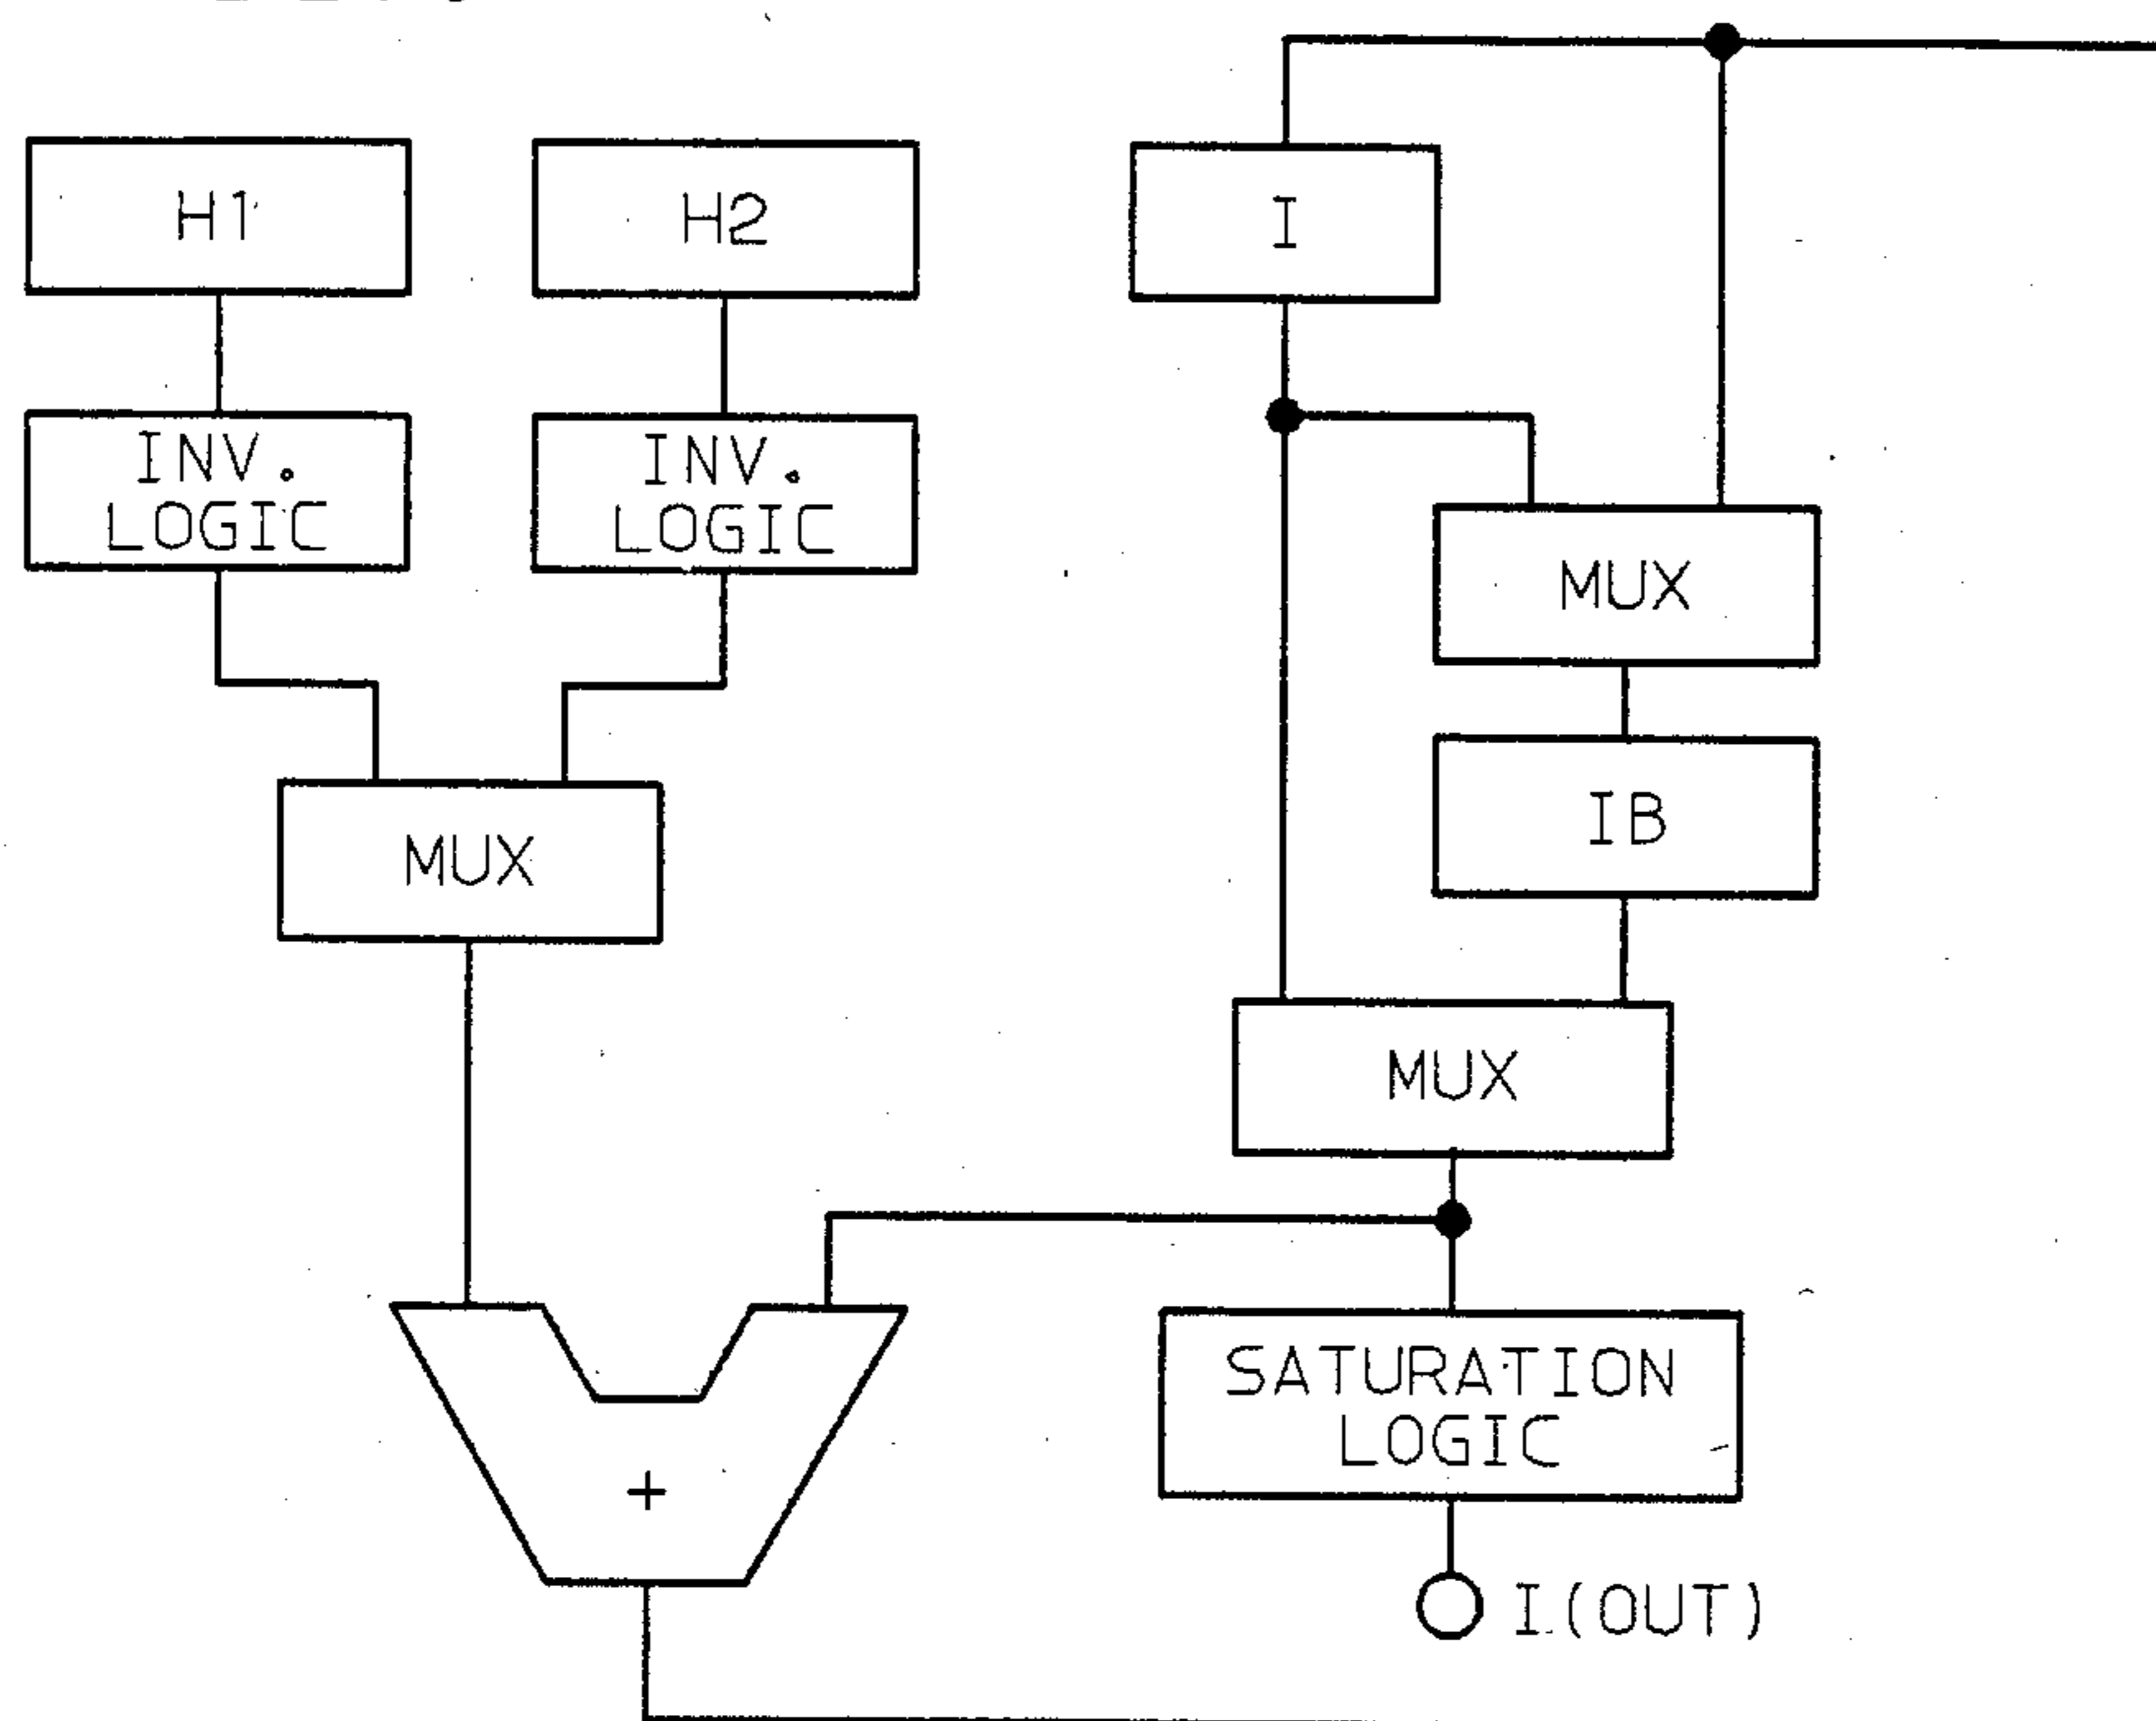 H1
H2
I
INV.
LOGIC
INV.
LOGIC
MUX
MUX
IB
MUX
SATURATION
LOGIC
+
I(OUT)